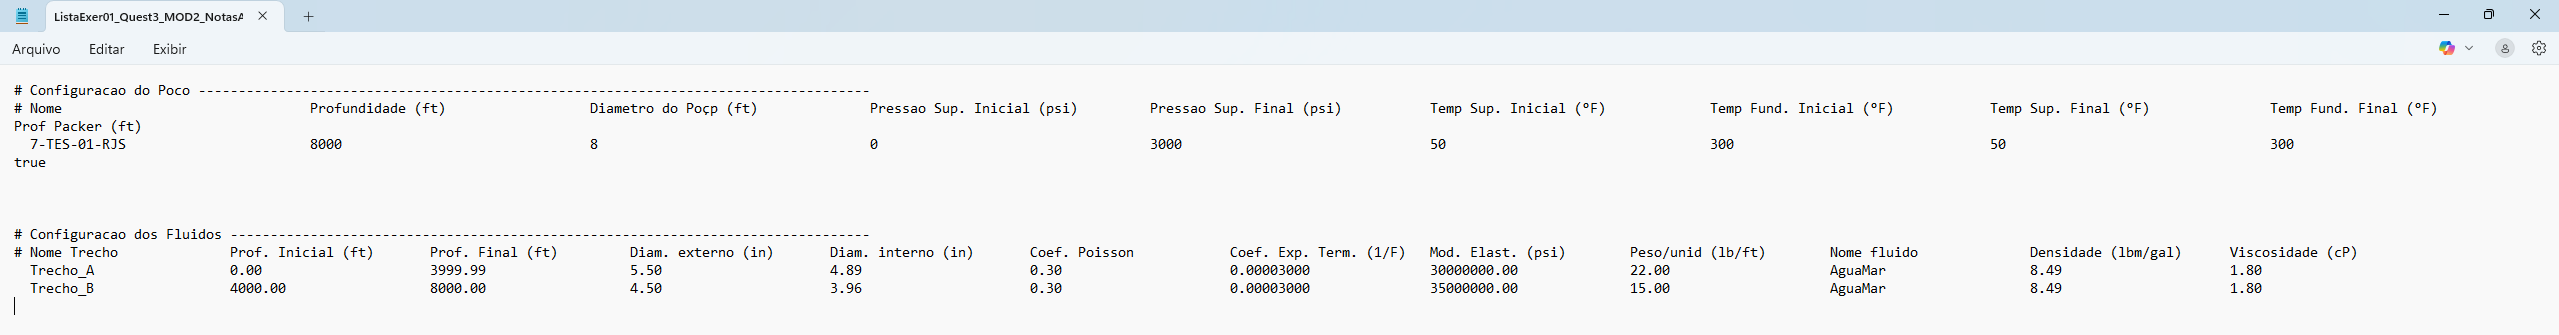 ListaExer01_Quest3_MOD2_NotasA
Arquivo Editar Exibir
# Configuracao do Poco ------------------------------------------------------------------------------------
# Nome Profundidade (ft) Diametro do Poçp (ft) Pressao Sup. Inicial (psi) Pressao Sup. Final (psi) Temp Sup. Inicial (ºF) Temp Fund. Inicial (ºF) Temp Sup. Final (ºF) Temp Fund. Final (ºF)
Prof Packer (ft)
7-TES-01-RJS 8000 8 0 3000 50 300 50 300
true
# Configuracao dos Fluidos --------------------------------------------------------------------------------
# Nome Trecho Prof. Inicial (ft) Prof. Final (ft) Diam. externo (in) Diam. interno (in) Coef. Poisson Coef. Exp. Term. (1/F) Mod. Elast. (psi) Peso/unid (lb/ft) Nome fluido Densidade (lbm/gal) Viscosidade (cP)
Trecho_A 0.00 3999.99 5.50 4.89 0.30 0.00003000 30000000.00 22.00 AguaMar 8.49 1.80
Trecho_B 4000.00 8000.00 4.50 3.96 0.30 0.00003000 35000000.00 15.00 AguaMar 8.49 1.80